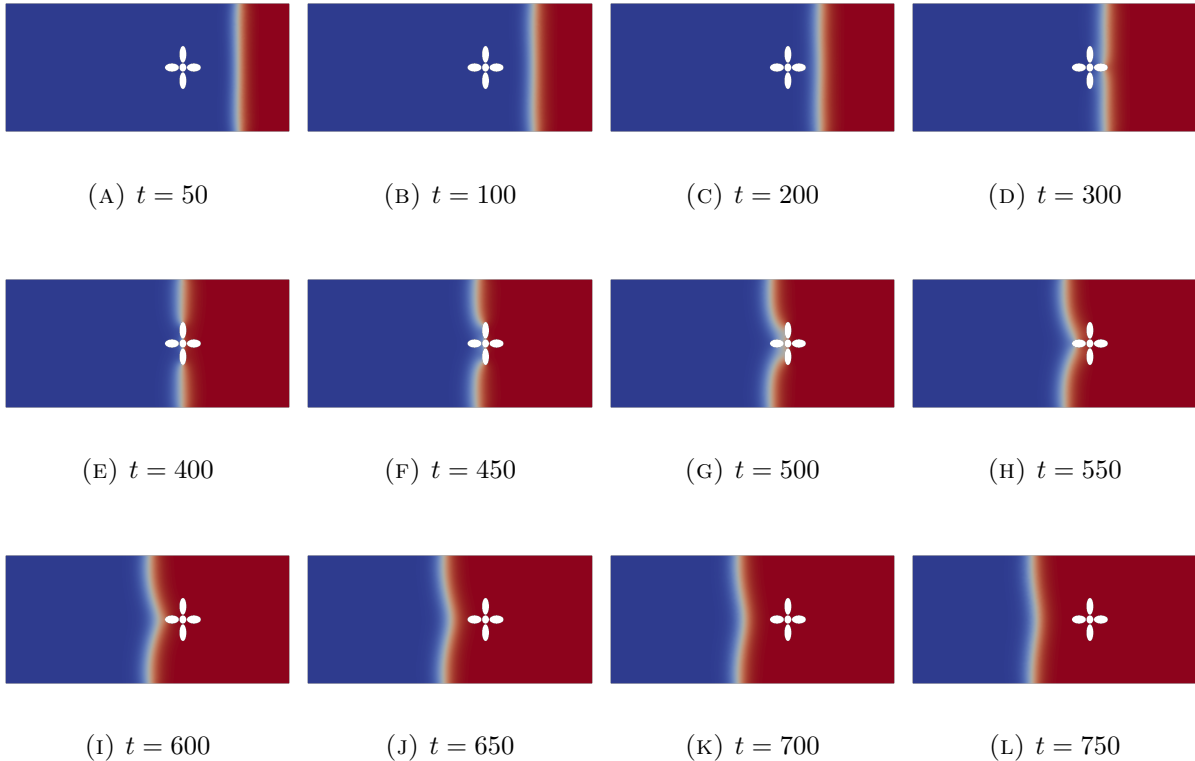 (A) t = 50
(B) t = 100
(C) t = 200
(D) t = 300
(E) t = 400
(F) t = 450
(G) t = 500
(H) t = 550
(I) t = 600
(J) t = 650
(K) t = 700
(L) t = 750